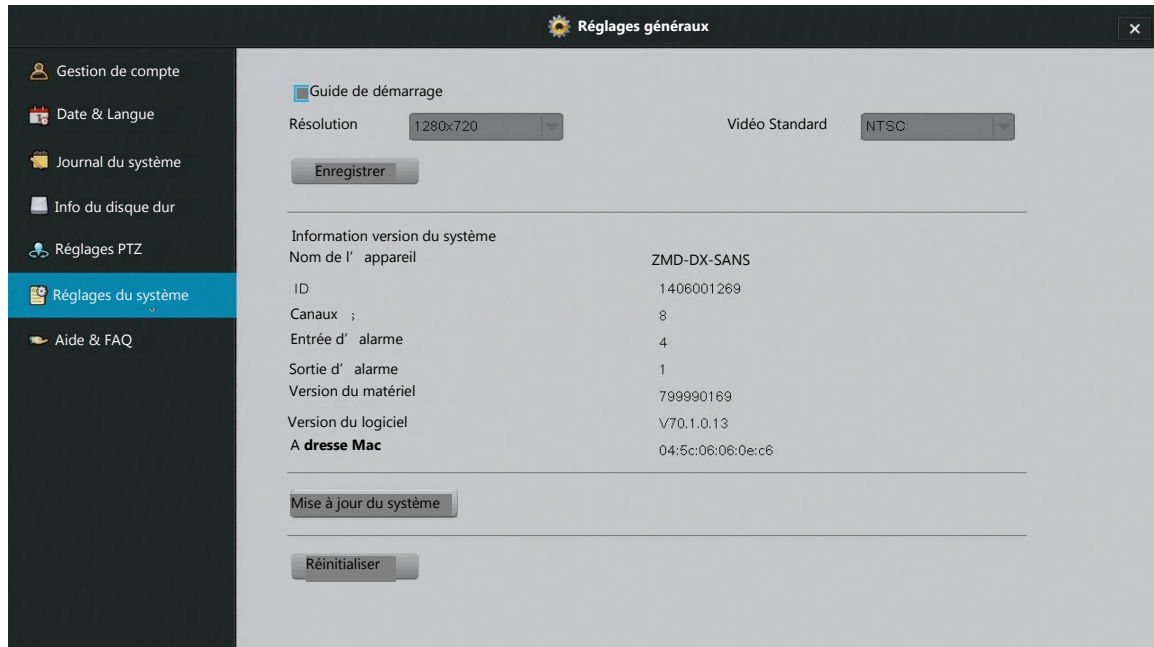 Réglages généraux
Gestion de compte
Date & Langue
Journal du système
Info du disque dur
Réglages PTZ
Réglages du système
Aide & FAQ
Guide de démarrage
Résolution 1280x720 Vidéo Standard NTSC
Enregistrer
Information version du système
Nom de l' appareil ZMD-DX-SANS
ID 1406001269
Canaux s 8
Entrée d' alarme 4
Sortie d' alarme 1
Version du matériel 799990169
Version du logiciel V70.1.0.13
A dresse Mac 04:5c:06:06:0e:c6
Mise à jour du système
Réinitialiser